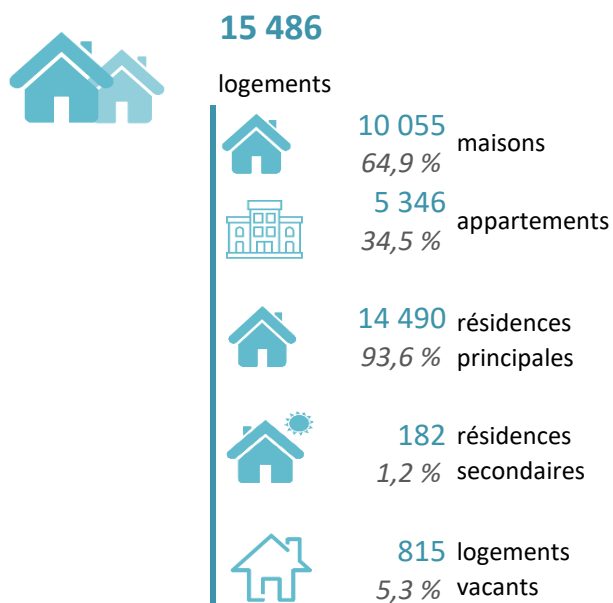 15 486
logements
10 055
64,9 %
maisons
5 346
34,5 %
appartements
14 490
93,6 %
résidences
principales
182
1,2 %
résidences
secondaires
815
5,3 %
logements
vacants